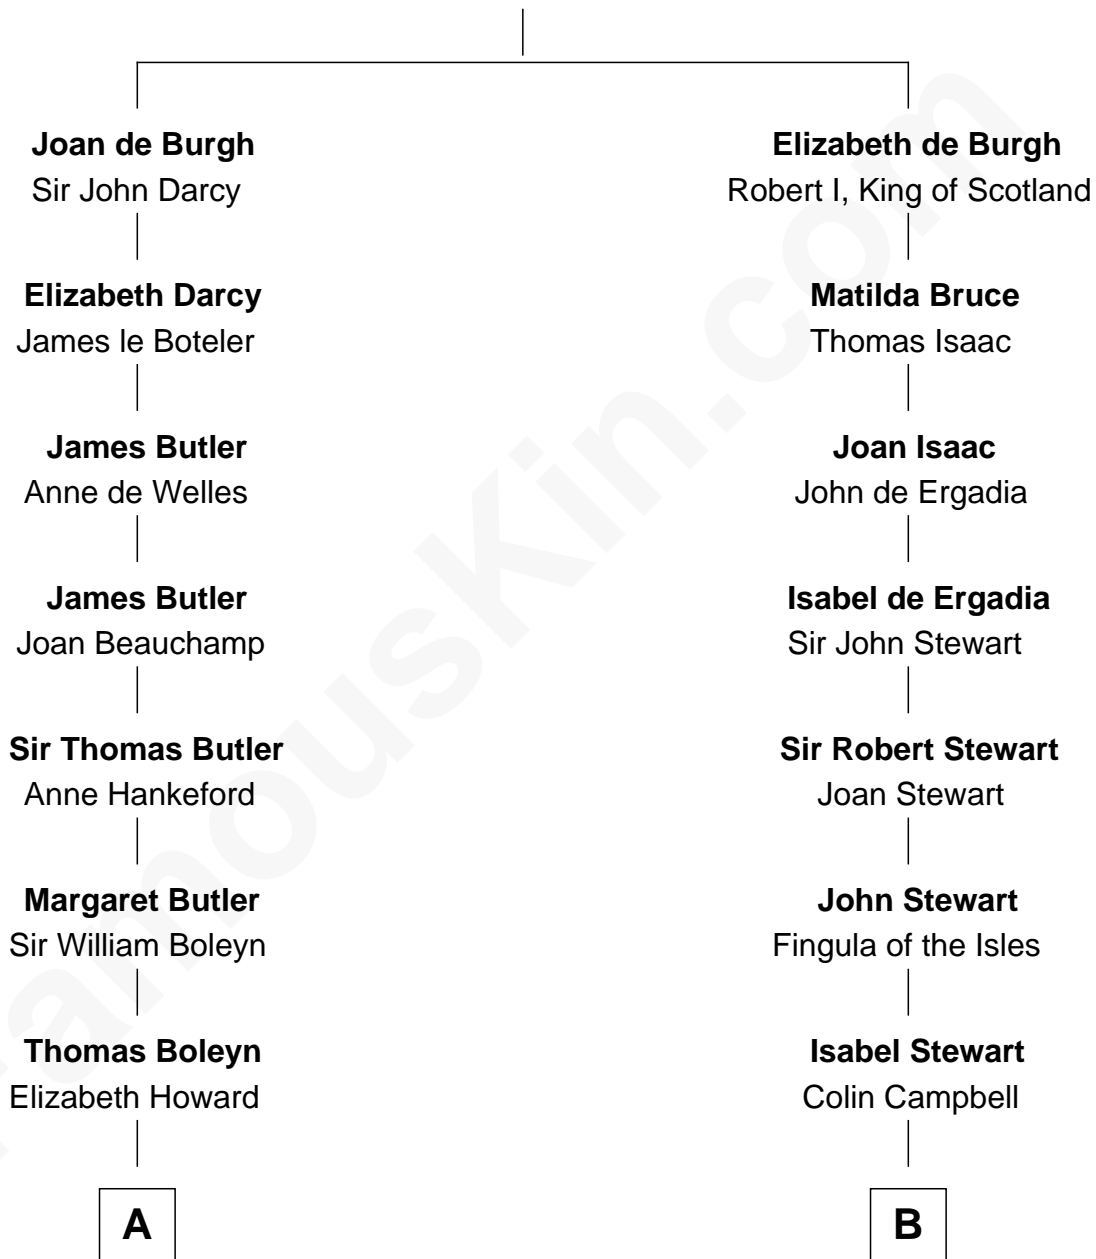 Joan de Burgh
Sir John Darcy
Elizabeth de Burgh
Robert I, King of Scotland
Elizabeth Darcy
James le Boteler
Matilda Bruce
Thomas Isaac
James Butler
Anne de Welles
Joan Isaac
John de Ergadia
James Butler
Joan Beauchamp
Isabel de Ergadia
Sir John Stewart
Sir Thomas Butler
Anne Hankeford
Sir Robert Stewart
Joan Stewart
Margaret Butler
Sir William Boleyn
John Stewart
Fingula of the Isles
Thomas Boleyn
Elizabeth Howard
Isabel Stewart
Colin Campbell
A
B
FamousKin.com